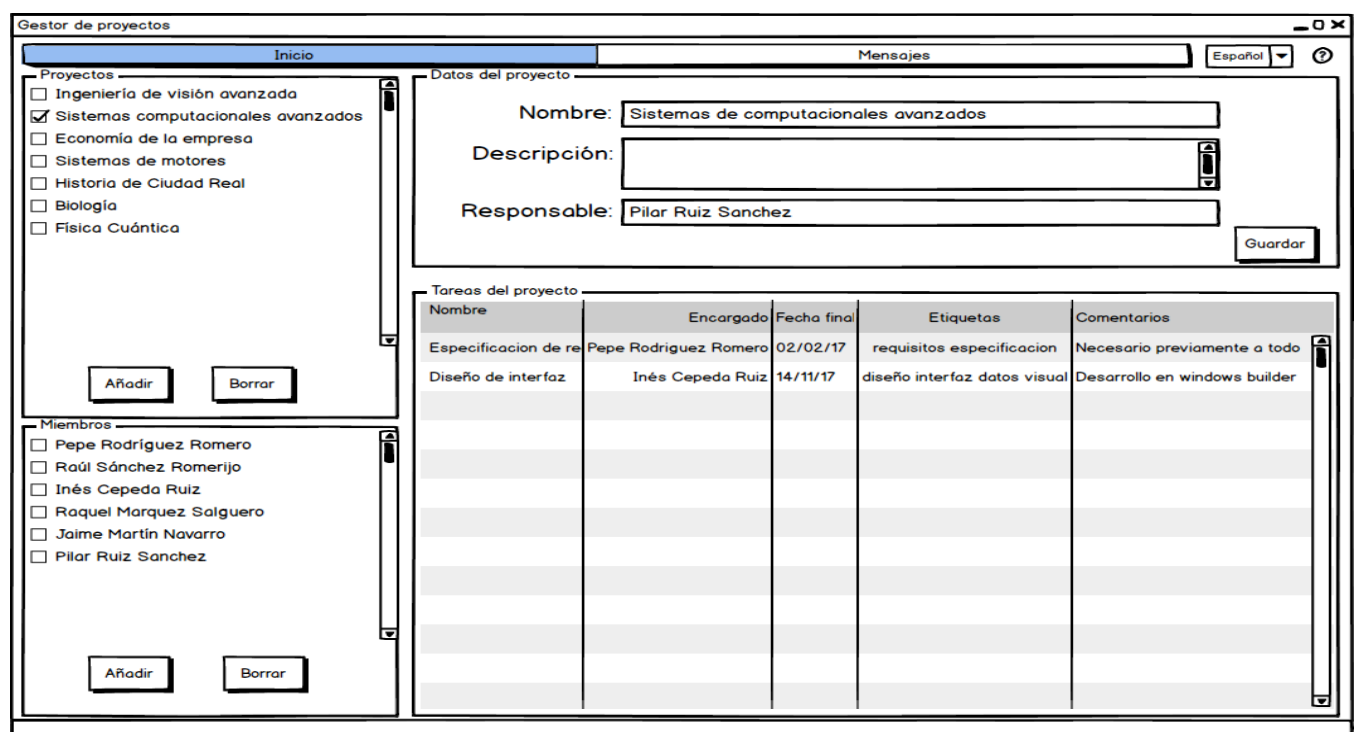 Gestor de proyectos
Inicio
Mensajes
Español
Proyectos
Ingeniería de visión avanzada
Sistemas computacionales avanzados
Economía de la empresa
Sistemas de motores
Historia de Ciudad Real
Biología
Física Cuántica
Añadir Borrar
Miembros
Pepe Rodríguez Romero
Raúl Sánchez Romerijo
Inés Cepeda Ruiz
Raquel Marquez Salguero
Jaime Martín Navarro
Pilar Ruiz Sanchez
Añadir Borrar
Datos del proyecto
Nombre: Sistemas de computacionales avanzados
Descripción:
Responsable: Pilar Ruiz Sanchez
Guardar
Tareas del proyecto
Nombre Encargado Fecha final Etiquetas Comentarios
Especificacion de re Pepe Rodriguez Romero 02/02/17 requisitos especificacion Necesario previamente a todo
Diseño de interfaz Inés Cepeda Ruiz 14/11/17 diseño interfaz datos visual Desarrollo en windows builder